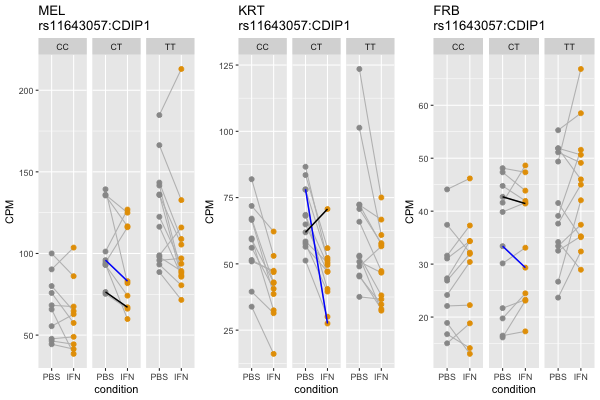 MEL
rs11643057:CDIP1
CC CT TT
200
150
100
50
CPM
PBS IFN PBS IFN PBS IFN
condition
KRT
rs11643057:CDIP1
CC CT TT
125
100
75
50
25
CPM
PBS IFN PBS IFN PBS IFN
condition
FRB
rs11643057:CDIP1
CC CT TT
60
50
40
30
20
CPM
PBS IFN PBS IFN PBS IFN
condition